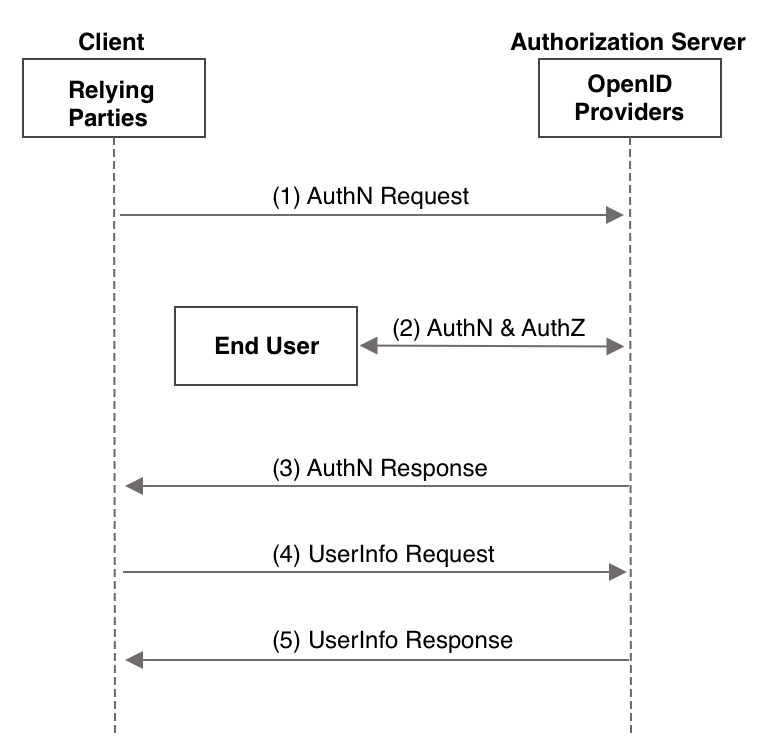 Client
Authorization Server
Relying
Parties
OpenID
Providers
(1) AuthN Request
End User
(2) AuthN & AuthZ
(3) AuthN Response
(4) UserInfo Request
(5) UserInfo Response